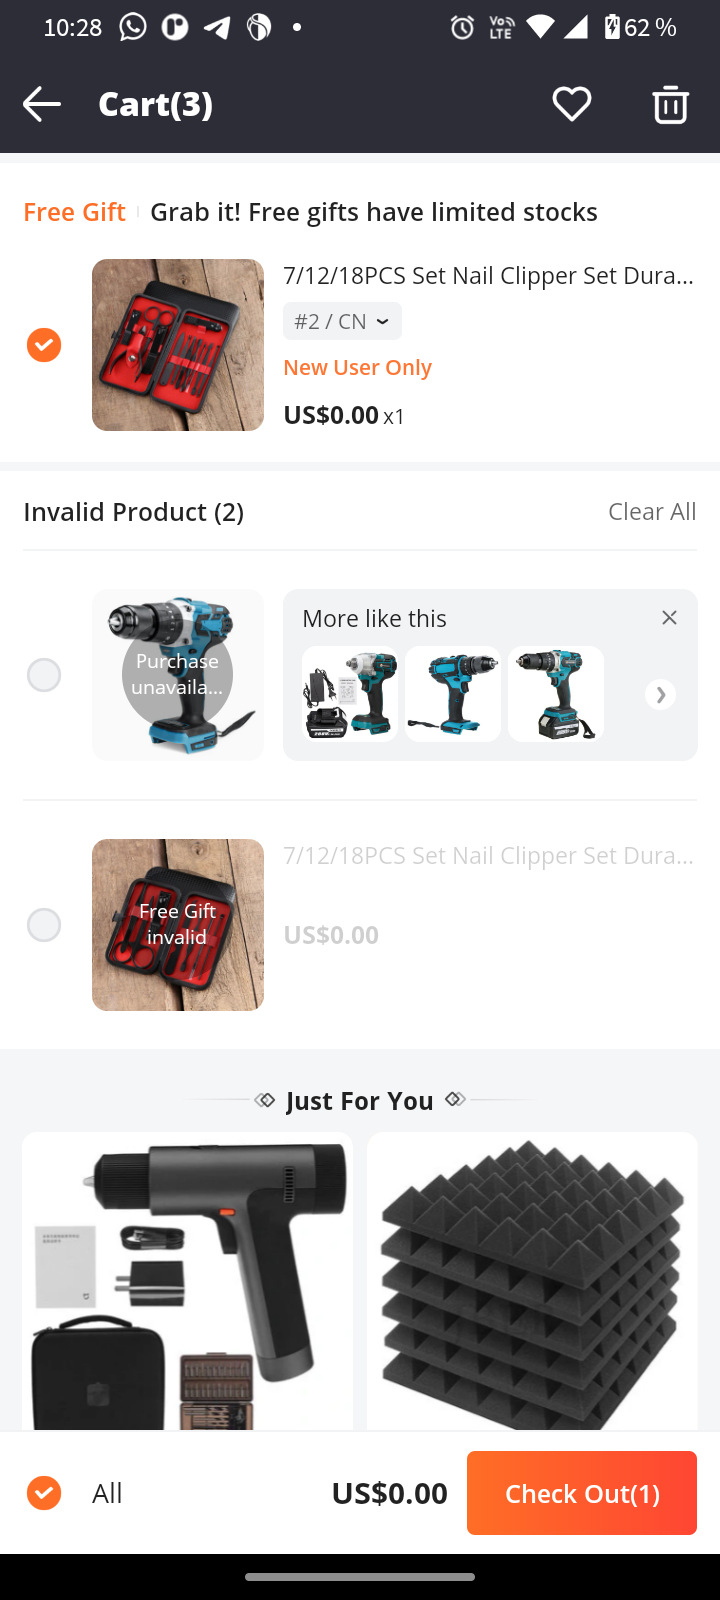 10:28
Vo LTE
62 %
Cart(3)
Free Gift
Grab it! Free gifts have limited stocks
7/12/18PCS Set Nail Clipper Set Dura...
#2 / CN
New User Only
US$0.00 x1
Invalid Product (2)
Clear All
Purchase
unavaila...
More like this
Free Gift
invalid
7/12/18PCS Set Nail Clipper Set Dura...
US$0.00
Just For You
All
US$0.00
Check Out(1)